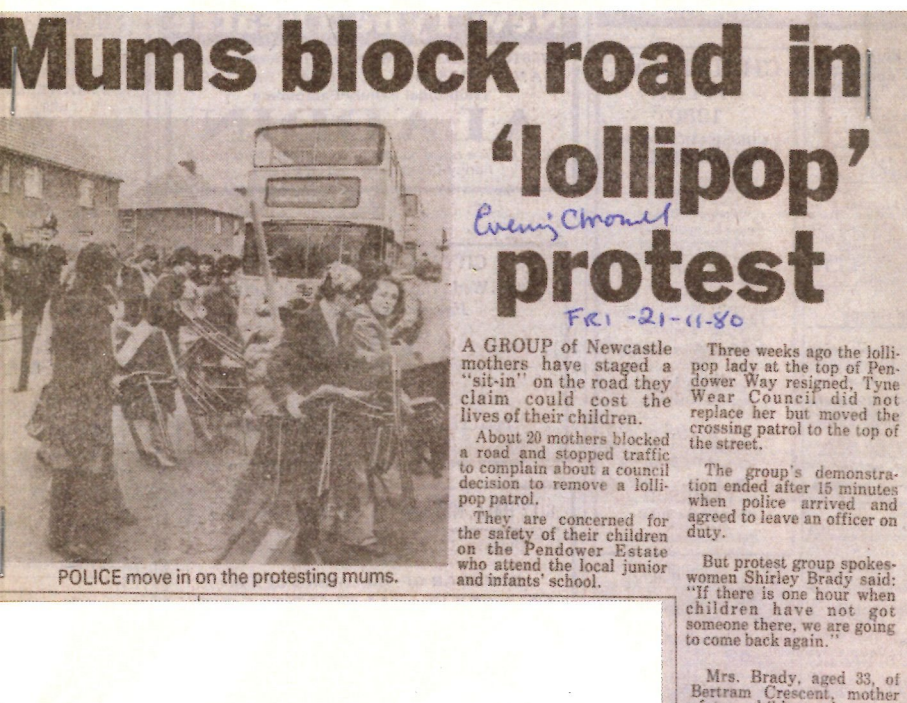 Mums block road in
'lollipop'
Evening Chronicle
protest
FRI -21-11-80
A GROUP of Newcastle
mothers have staged a
"sit-in" on the road they
claim could cost the
lives of their children.
About 20 mothers blocked
a road and stopped traffic
to complain about a council
decision to remove a lolli-
pop patrol.
They are concerned for
the safety of their children
on the Pendower Estate
who attend the local junior
and infants' school.
POLICE move in on the protesting mums.
Three weeks ago the lolli-
pop lady at the top of Pen-
dower Way resigned, Tyne
Wear Council did not
replace her but moved the
crossing patrol to the top of
the street.
The group's demonstra-
tion ended after 15 minutes
when police arrived and
agreed to leave an officer on
duty.
But protest group spokes-
women Shirley Brady said:
"If there is one hour when
children have not got
someone there, we are going
to come back again."
Mrs. Brady, aged 33, of
Bertram Crescent, mother